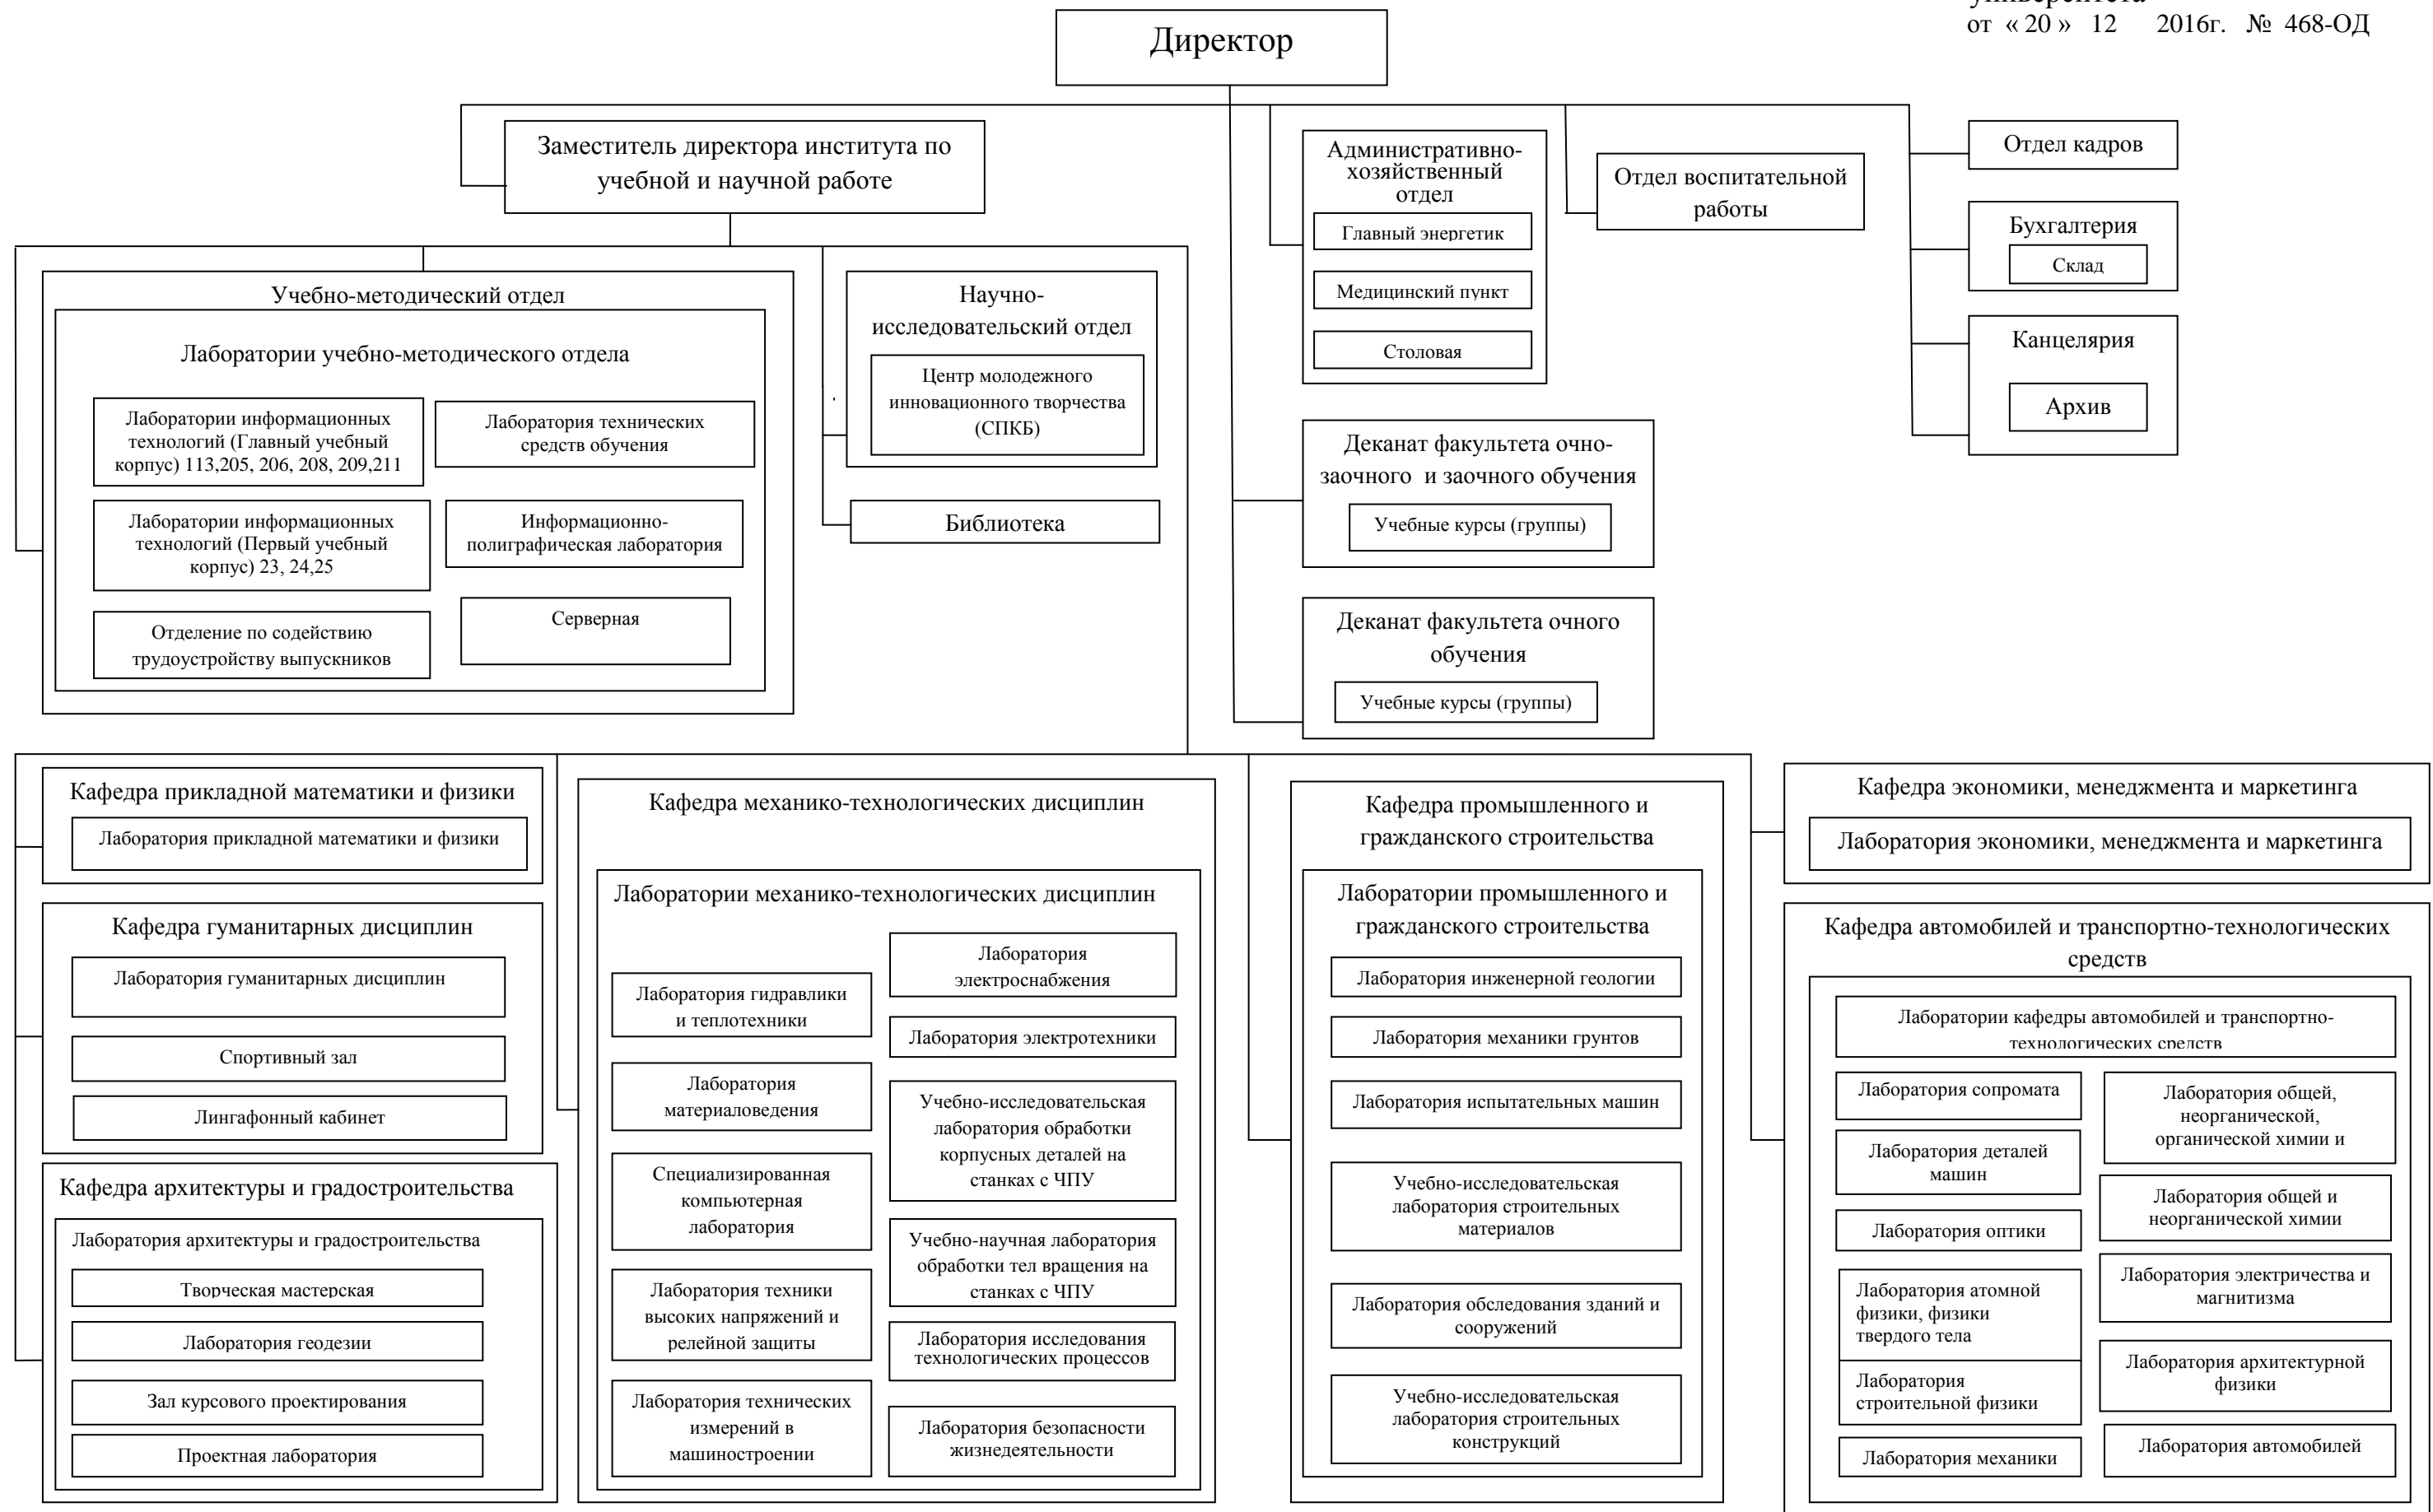 университета
от « 20 » 12 2016г. № 468-ОД
Директор
Заместитель директора института по
учебной и научной работе
Административно-
хозяйственный
отдел
Главный энергетик
Медицинский пункт
Столовая
Отдел воспитательной
работы
Отдел кадров
Бухгалтерия
Склад
Канцелярия
Архив
Учебно-методический отдел
Лаборатории учебно-методического отдела
Лаборатории информационных
технологий (Главный учебный
корпус) 113,205, 206, 208, 209,211
Лаборатория технических
средств обучения
Лаборатории информационных
технологий (Первый учебный
корпус) 23, 24,25
Информационно-
полиграфическая лаборатория
Отделение по содействию
трудоустройству выпускников
Серверная
Научно-
исследовательский отдел
Центр молодежного
инновационного творчества
(СПКБ)
Библиотека
Деканат факультета очно-
заочного и заочного обучения
Учебные курсы (группы)
Деканат факультета очного
обучения
Учебные курсы (группы)
Кафедра прикладной математики и физики
Лаборатория прикладной математики и физики
Кафедра гуманитарных дисциплин
Лаборатория гуманитарных дисциплин
Спортивный зал
Лингафонный кабинет
Кафедра архитектуры и градостроительства
Лаборатория архитектуры и градостроительства
Творческая мастерская
Лаборатория геодезии
Зал курсового проектирования
Проектная лаборатория
Кафедра механико-технологических дисциплин
Лаборатории механико-технологических дисциплин
Лаборатория гидравлики
и теплотехники
Лаборатория
материаловедения
Специализированная
компьютерная
лаборатория
Лаборатория техники
высоких напряжений и
релейной защиты
Лаборатория технических
измерений в
машиностроении
Лаборатория
электроснабжения
Лаборатория электротехники
Учебно-исследовательская
лаборатория обработки
корпусных деталей на
станках с ЧПУ
Учебно-научная лаборатория
обработки тел вращения на
станках с ЧПУ
Лаборатория исследования
технологических процессов
Лаборатория безопасности
жизнедеятельности
Кафедра промышленного и
гражданского строительства
Лаборатории промышленного и
гражданского строительства
Лаборатория инженерной геологии
Лаборатория механики грунтов
Лаборатория испытательных машин
Учебно-исследовательская
лаборатория строительных
материалов
Лаборатория обследования зданий и
сооружений
Учебно-исследовательская
лаборатория строительных
конструкций
Кафедра экономики, менеджмента и маркетинга
Лаборатория экономики, менеджмента и маркетинга
Кафедра автомобилей и транспортно-технологических
средств
Лаборатории кафедры автомобилей и транспортно-
технологических средств
Лаборатория сопромата
Лаборатория деталей
машин
Лаборатория оптики
Лаборатория атомной
физики, физики
твердого тела
Лаборатория
строительной физики
Лаборатория механики
Лаборатория общей,
неорганической,
органической химии и
Лаборатория общей и
неорганической химии
Лаборатория электричества и
магнитизма
Лаборатория архитектурной
физики
Лаборатория автомобилей